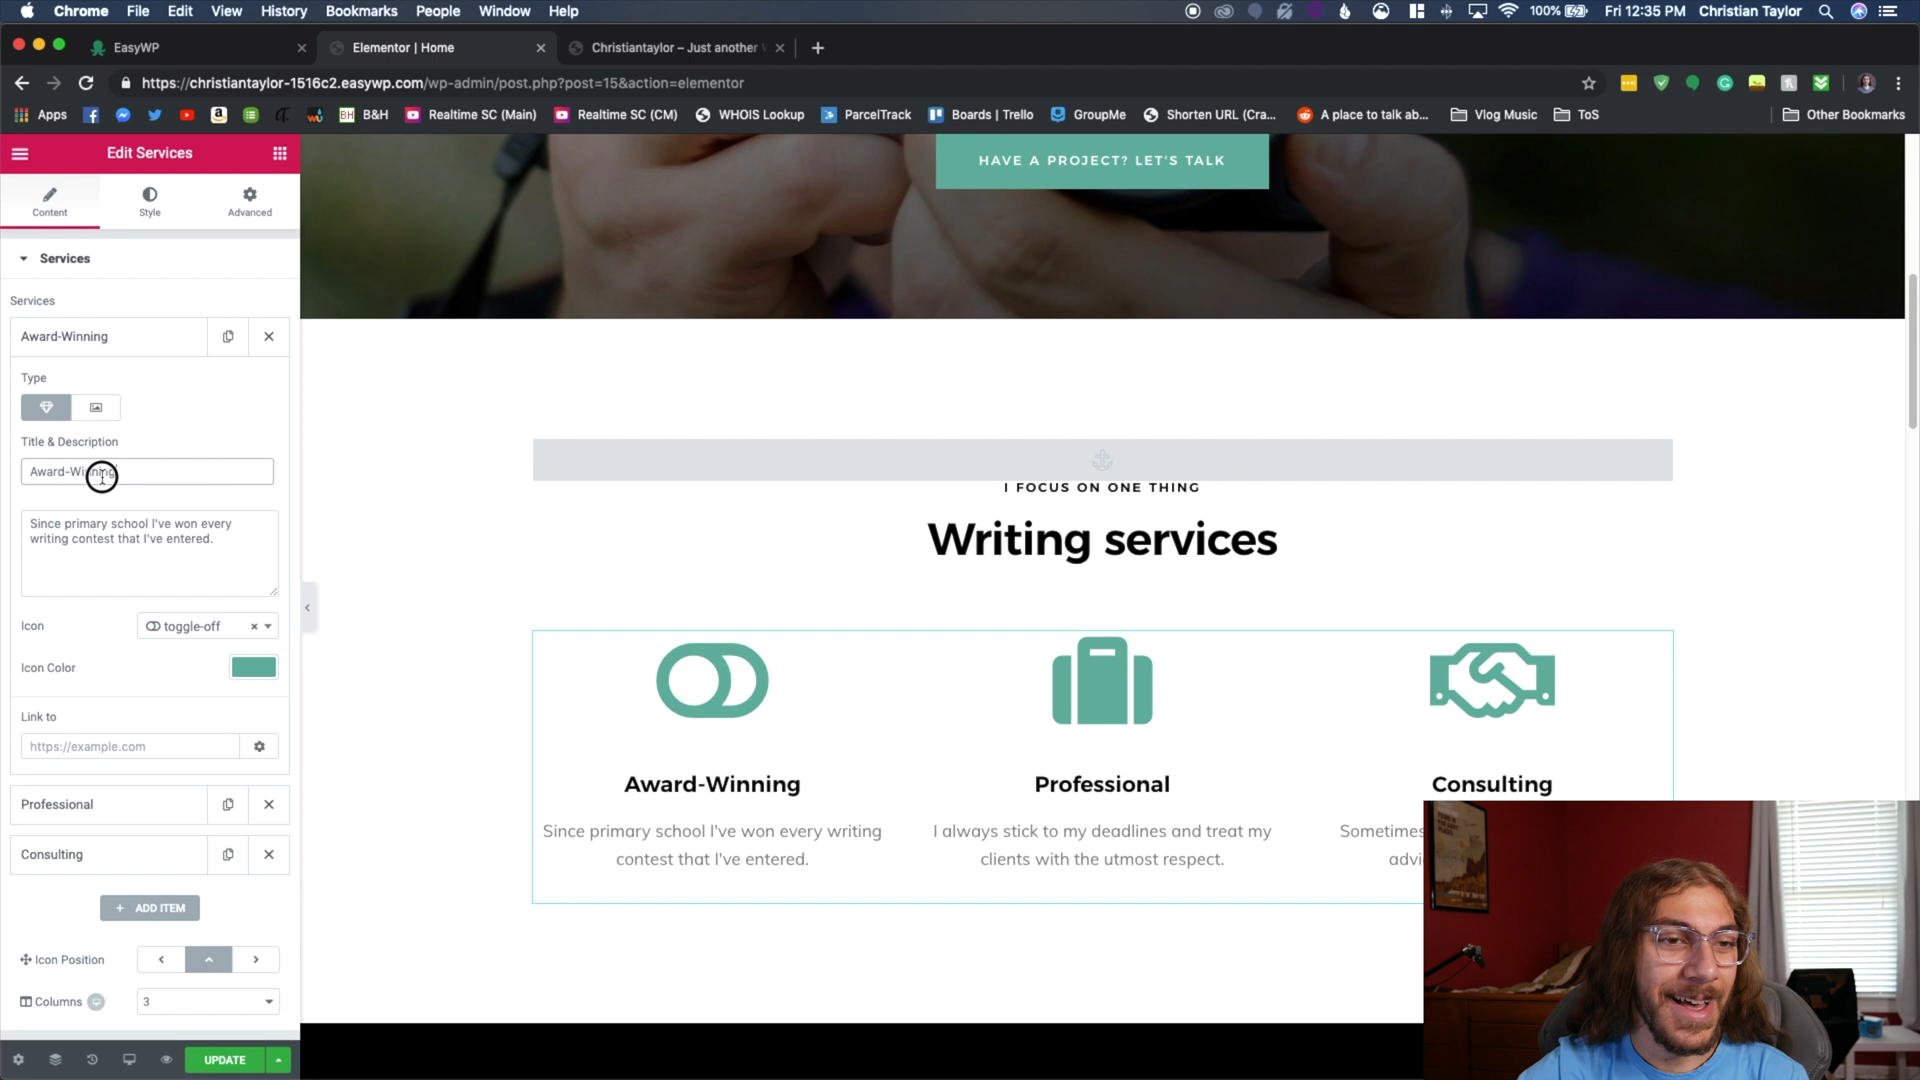 Chrome File Edit View History Bookmarks People Window Help 100% Fri 12:35 PM Christian Taylor
EasyWP Elementor | Home Christiantaylor – Just another
https://christiantaylor-1516c2.easywp.com/wp-admin/post.php?post=15&action=elementor
Apps B&H Realtime SC (Main) Realtime SC (CM) WHOIS Lookup ParcelTrack Boards | Trello GroupMe Shorten URL (Cra... A place to talk ab... Vlog Music ToS Other Bookmarks
Edit Services
HAVE A PROJECT? LET'S TALK
Content Style Advanced
Services
Services
Award-Winning
Type
Title & Description
Award-Winning
Since primary school I've won every
writing contest that I've entered.
Icon toggle-off
Icon Color
Link to
https://example.com
Professional
Consulting
+ ADD ITEM
Icon Position
Columns 3
UPDATE
I FOCUS ON ONE THING
Writing services
Award-Winning Professional Consulting
Since primary school I've won every writing
contest that I've entered.
I always stick to my deadlines and treat my
clients with the utmost respect.
Sometimes
advi